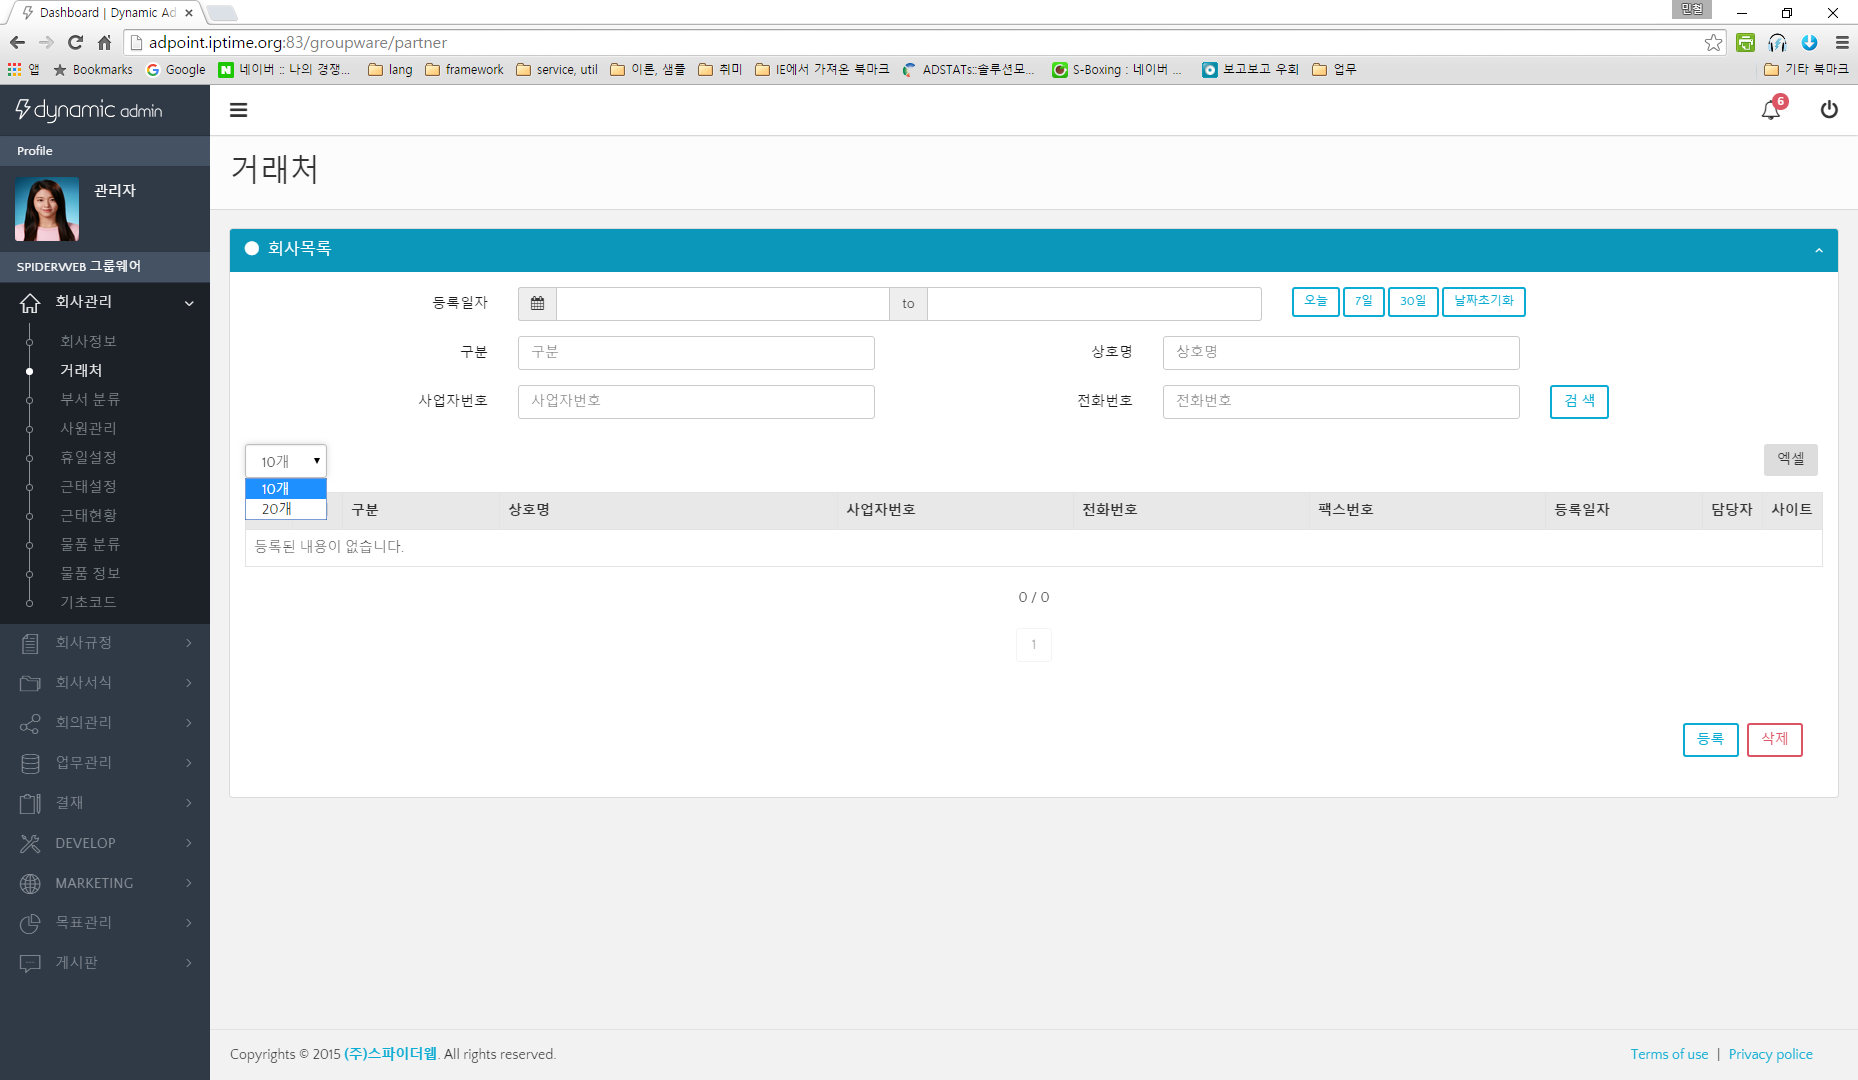 Dashboard | Dynamic Ad
민철
adpoint.iptime.org:83/groupware/partner
앱 Bookmarks Google 네이버 :: 나의 경쟁... lang framework service, util 이론, 샘플 취미 IE에서 가져온 북마크 ADSTATs::솔루션모... S-Boxing : 네이버 ... 보고보고 우회 업무 기타 북마크
dynamic admin
6
Profile
관리자
SPIDERWEB 그룹웨어
회사관리
회사정보
거래처
부서 분류
사원관리
휴일설정
근태설정
근태현황
물품 분류
물품 정보
기초코드
회사규정
회사서식
회의관리
업무관리
결재
DEVELOP
MARKETING
목표관리
게시판
거래처
회사목록
등록일자 to 오늘 7일 30일 날짜초기화
구분 구분 상호명 상호명
사업자번호 사업자번호 전화번호 전화번호 검 색
10개 엑셀
10개
20개
구분 상호명 사업자번호 전화번호 팩스번호 등록일자 담당자 사이트
등록된 내용이 없습니다.
0 / 0
1
등록 삭제
Copyrights © 2015 (주)스파이더웹. All rights reserved. Terms of use | Privacy police